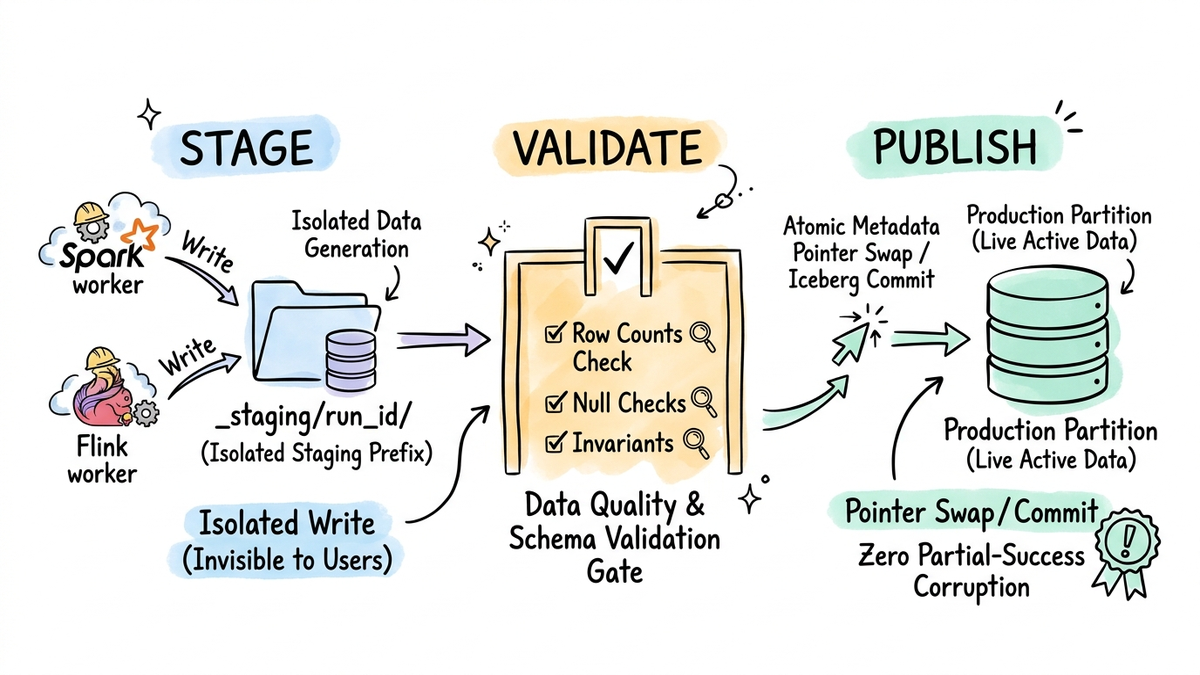 STAGE
Spark
worker
Write
Isolated Data
Generation
Write
Flink
worker
_staging/run_id/
(Isolated Staging Prefix)
Isolated Write
(Invisible to Users)
VALIDATE
Row Counts
Check
Null Checks
Invariants
Data Quality &
Schema Validation
Gate
PUBLISH
Atomic Metadata
Pointer Swap /
Iceberg Commit
Production Partition
(Live Active Data)
Production Partition
(Live Active Data)
Pointer Swap/Commit
Zero Partial-Success
Corruption